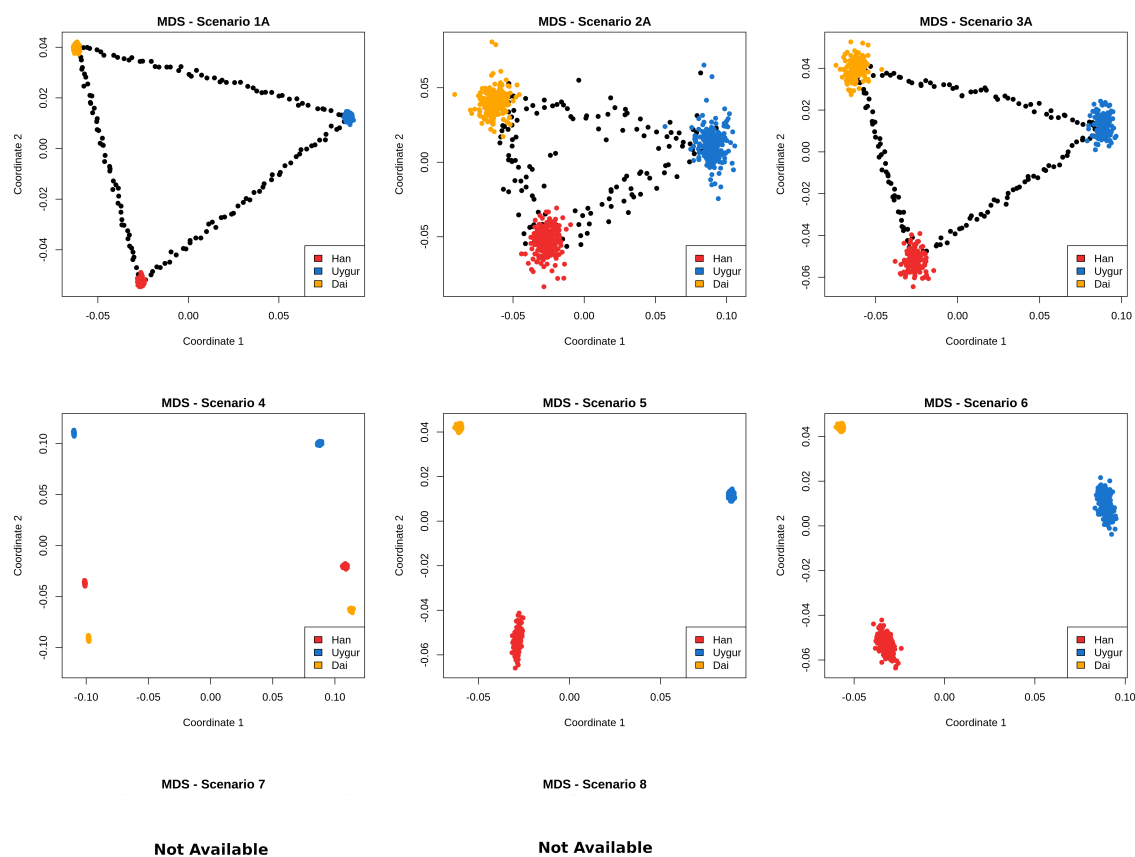 MDS - Scenario 1A
MDS - Scenario 2A
MDS - Scenario 3A
Coordinate 2
0.04
0.02
0.00
-0.02
-0.04
-0.05
0.00
0.05
Coordinate 1
Han
Uygur
Dai
Coordinate 2
0.05
0.00
-0.05
-0.05
0.00
0.05
0.10
Coordinate 1
Han
Uygur
Dai
Coordinate 2
0.04
0.02
0.00
-0.02
-0.04
-0.06
-0.05
0.00
0.05
0.10
Coordinate 1
Han
Uygur
Dai
MDS - Scenario 4
MDS - Scenario 5
MDS - Scenario 6
Coordinate 2
0.10
0.05
0.00
-0.05
-0.10
-0.10
-0.05
0.00
0.05
0.10
Coordinate 1
Han
Uygur
Dai
Coordinate 2
0.04
0.02
0.00
-0.02
-0.04
-0.06
-0.05
0.00
0.05
Coordinate 1
Han
Uygur
Dai
Coordinate 2
0.04
0.02
0.00
-0.02
-0.04
-0.06
-0.05
0.00
0.05
0.10
Coordinate 1
Han
Uygur
Dai
MDS - Scenario 7
MDS - Scenario 8
Not Available
Not Available